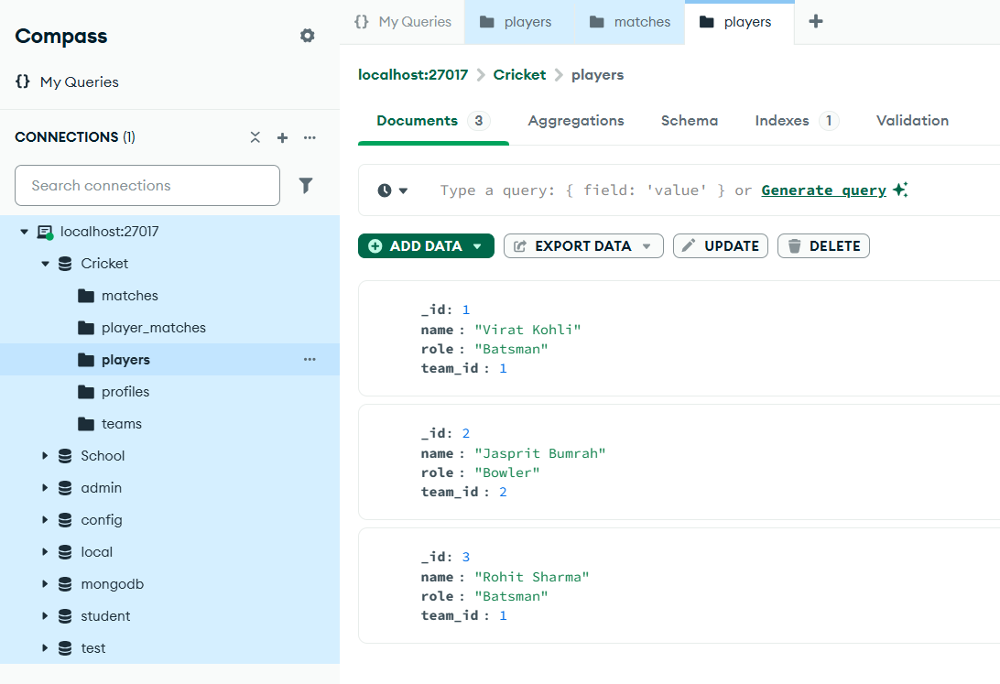 Compass
My Queries
CONNECTIONS (1)
Search connections
localhost:27017
Cricket
matches
player_matches
players
profiles
teams
School
admin
config
local
mongodb
student
test
My Queries players matches players
localhost:27017 > Cricket > players
Documents 3 Aggregations Schema Indexes 1 Validation
Type a query: { field: 'value' } or Generate query
ADD DATA EXPORT DATA UPDATE DELETE
_id: 1
name : "Virat Kohli"
role : "Batsman"
team_id : 1
_id: 2
name : "Jasprit Bumrah"
role : "Bowler"
team_id : 2
_id: 3
name : "Rohit Sharma"
role : "Batsman"
team_id : 1